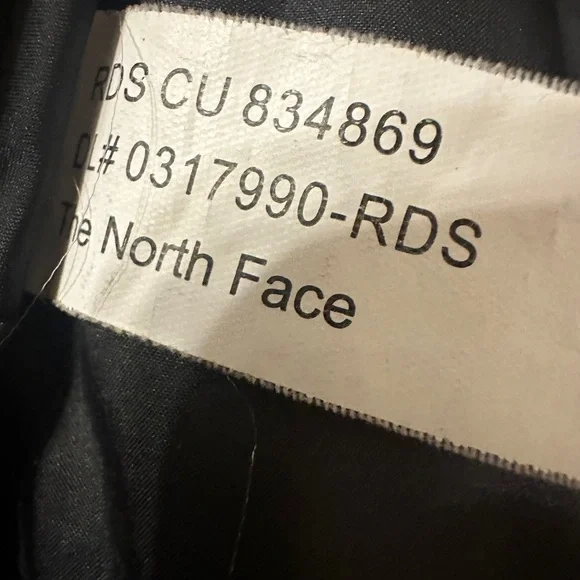 RDS CU 834869
DL# 0317990-RDS
The North Face